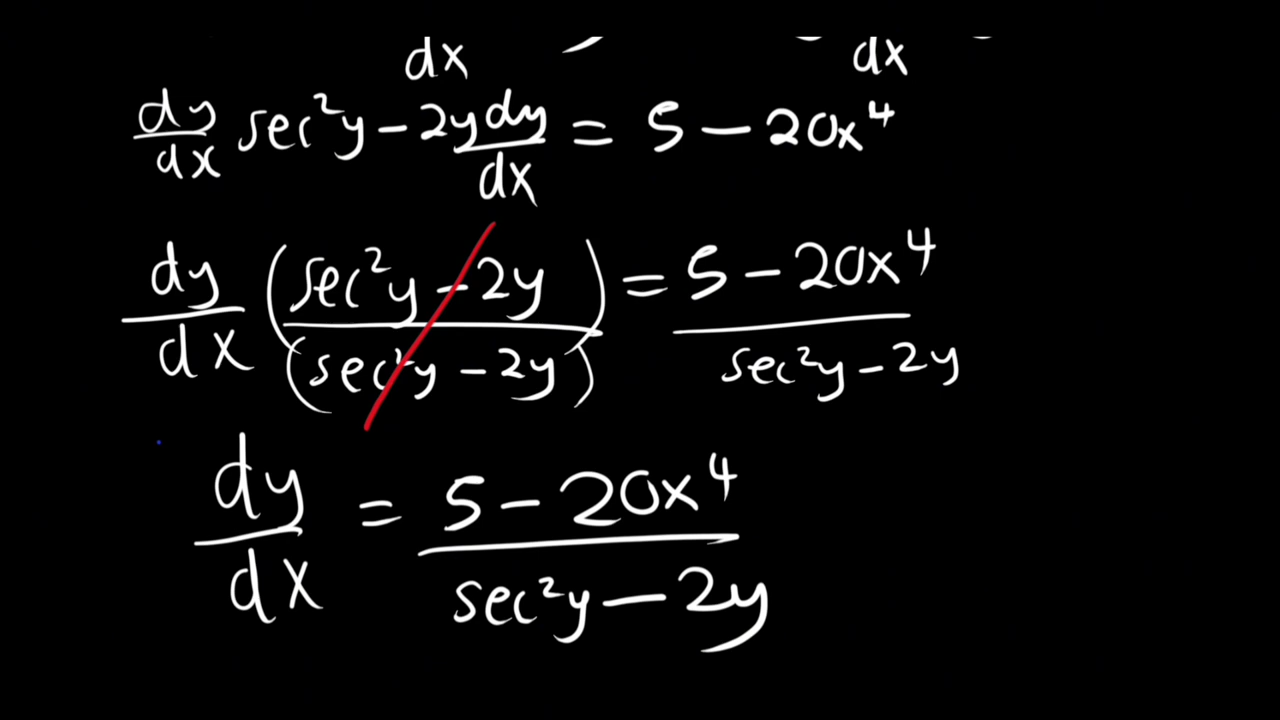 dx dx
dy/dx sec²y − 2y dy/dx = 5 − 20x⁴
dy/dx (sec²y − 2y)/(sec²y − 2y) = (5 − 20x⁴)/(sec²y − 2y)
dy/dx = (5 − 20x⁴)/(sec²y − 2y)